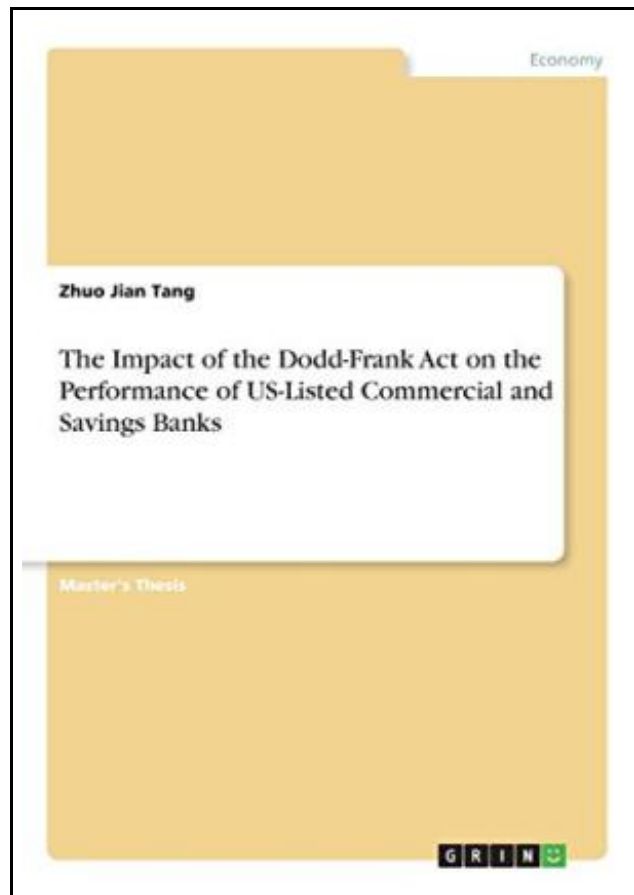 Economy
Zhuo Jian Tang
The Impact of the Dodd-Frank Act on the
Performance of US-Listed Commercial and
Savings Banks
Master's Thesis
GRIN